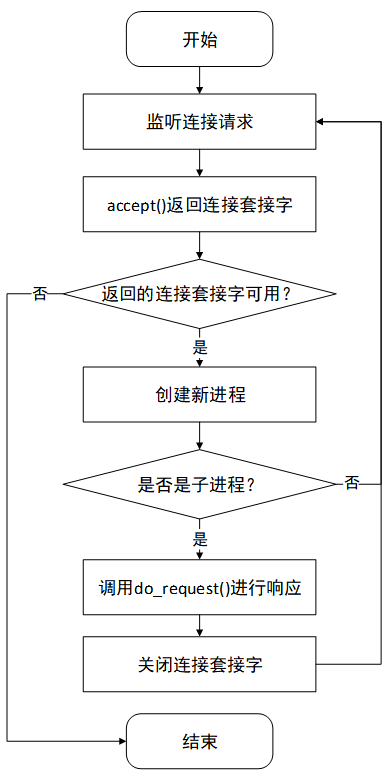 开始
监听连接请求
accept()返回连接套接字
否
返回的连接套接字可用？
是
创建新进程
是否是子进程？
否
是
调用do_request()进行响应
关闭连接套接字
结束